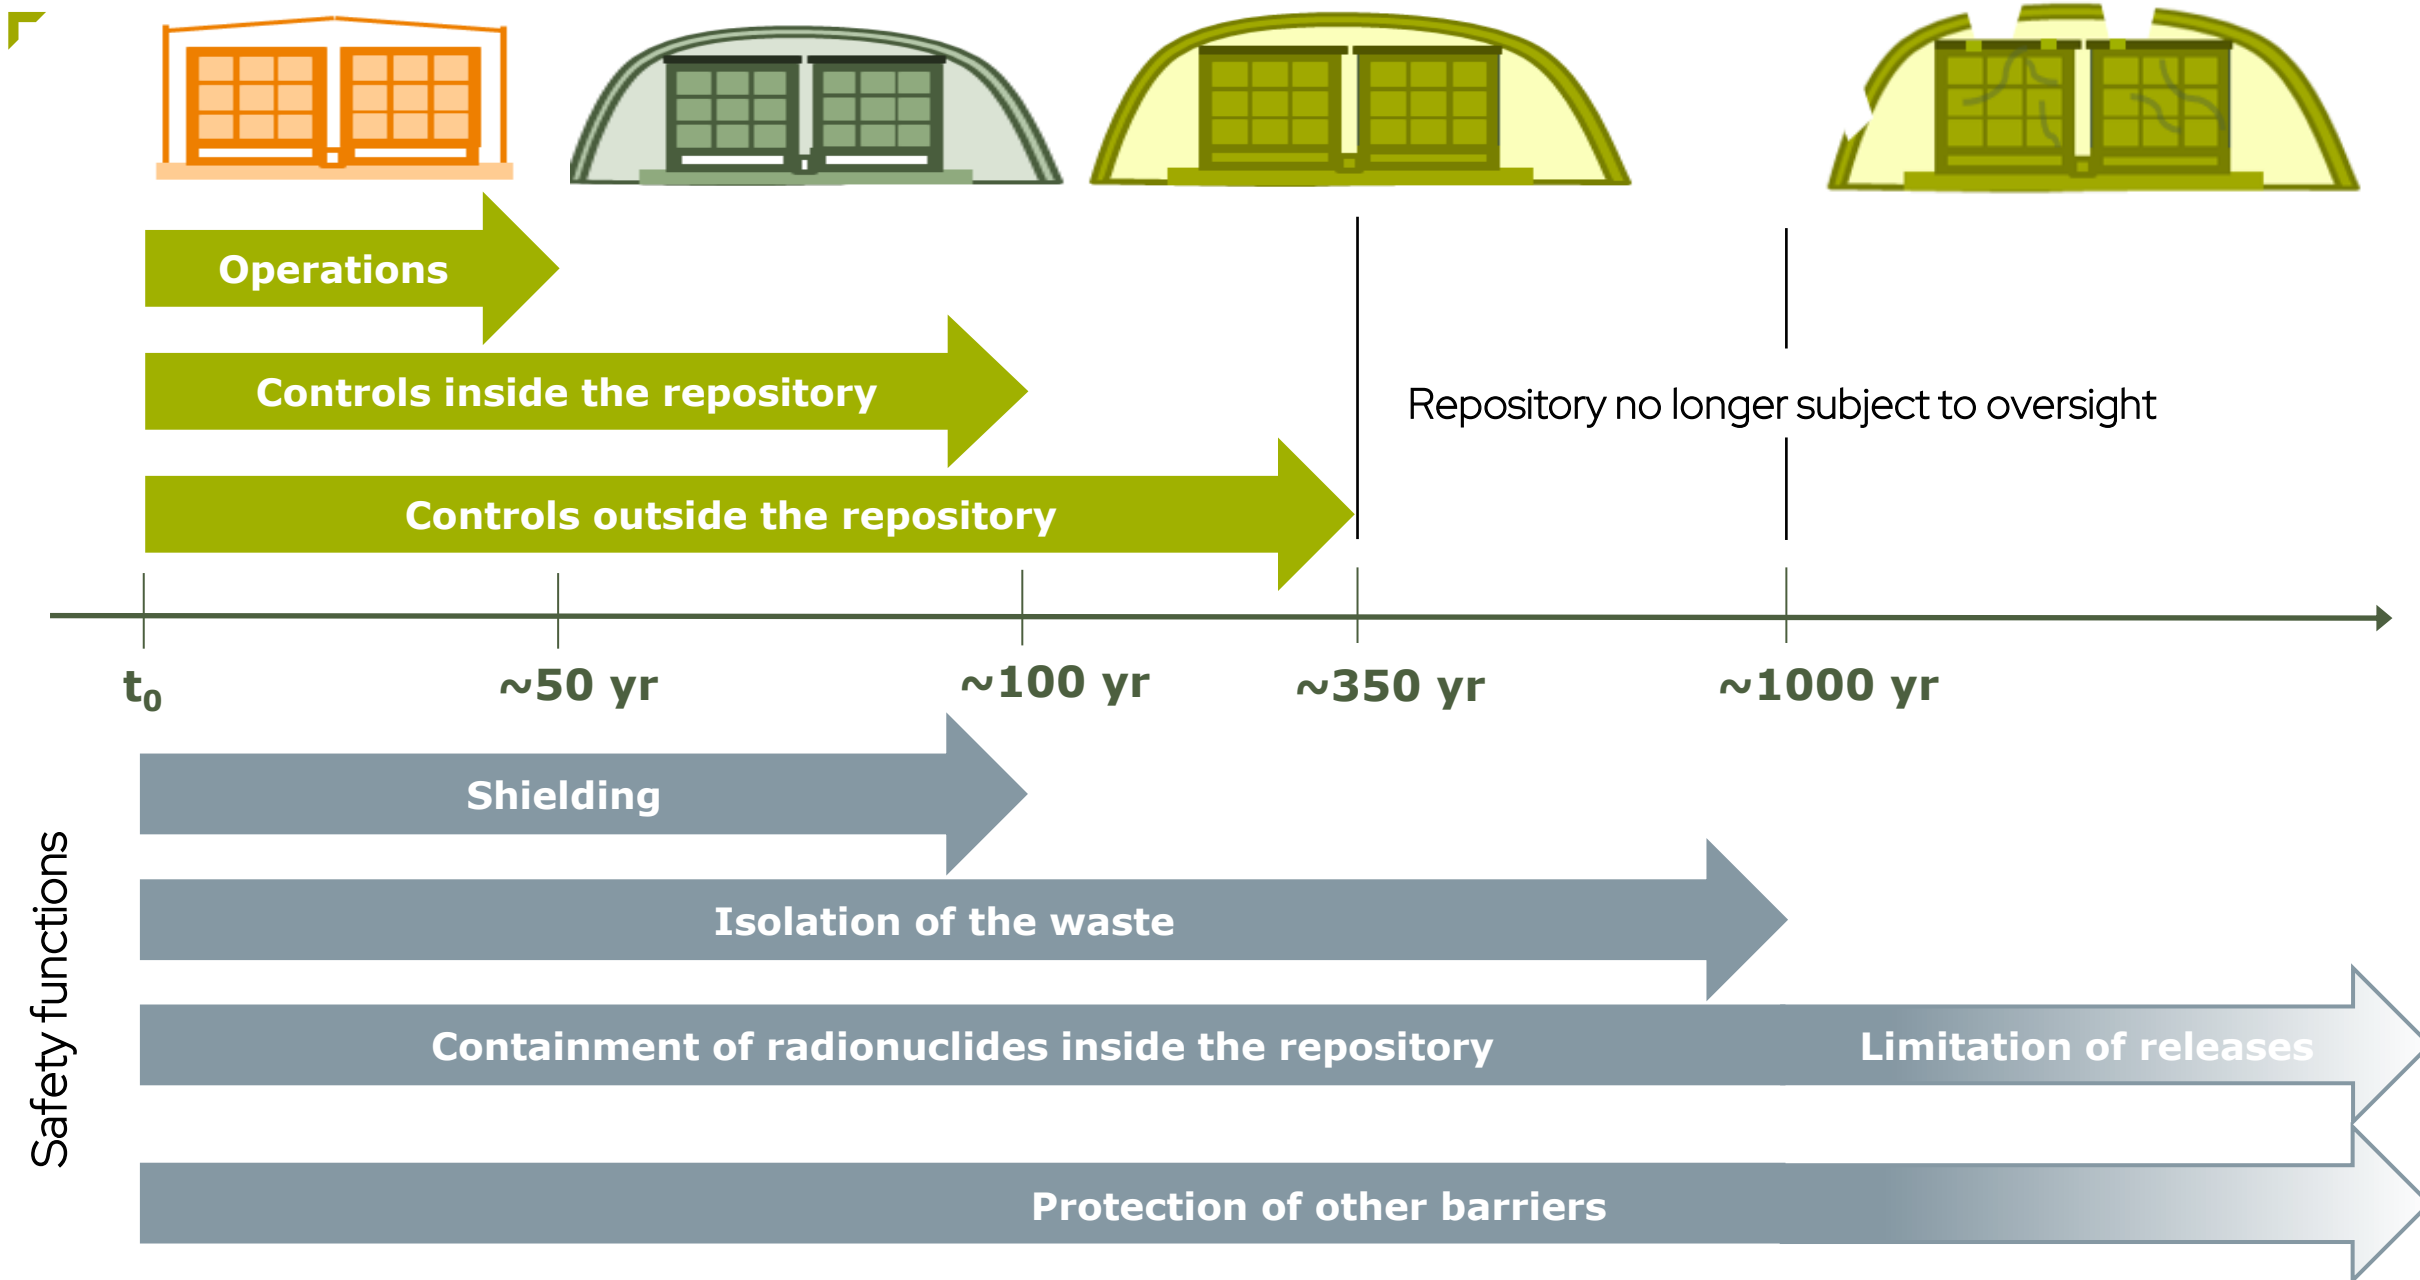 Operations
Controls inside the repository
Repository no longer subject to oversight
Controls outside the repository
t₀
~50 yr
~100 yr
~350 yr
~1000 yr
Safety functions
Shielding
Isolation of the waste
Containment of radionuclides inside the repository
Limitation of releases
Protection of other barriers